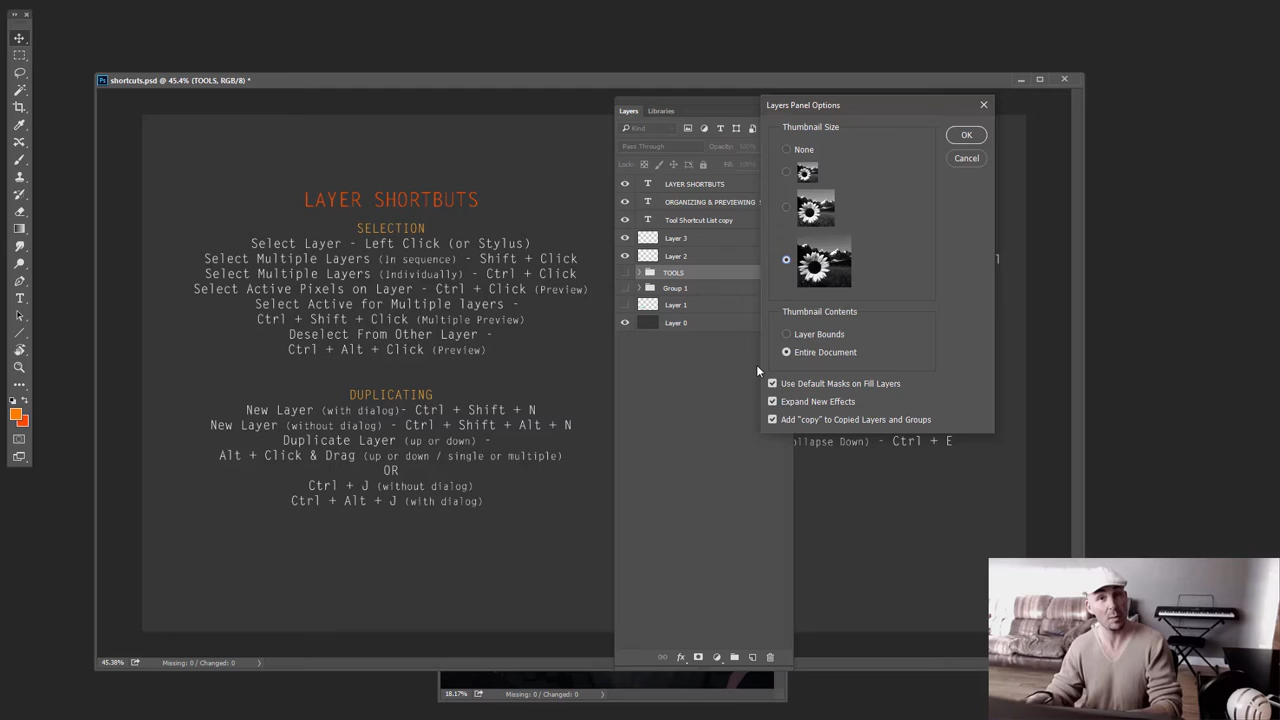 shortcuts.psd @ 45.4% (TOOLS, RGB/8) *
LAYER SHORTBUTS
SELECTION
Select Layer - Left Click (or Stylus)
Select Multiple Layers (In sequence) - Shift + Click
Select Multiple Layers (Individually) - Ctrl + Click
Select Active Pixels on Layer - Ctrl + Click (Preview)
Select Active for Multiple layers -
Ctrl + Shift + Click (Multiple Preview)
Deselect From Other Layer -
Ctrl + Alt + Click (Preview)
DUPLICATING
New Layer (with dialog)- Ctrl + Shift + N
New Layer (without dialog) - Ctrl + Shift + Alt + N
Duplicate Layer (up or down) -
Alt + Click & Drag (up or down / single or multiple)
OR
Ctrl + J (without dialog)
Ctrl + Alt + J (with dialog)
Layers Libraries
Kind
Pass Through Opacity: 100%
Lock: Fill: 100%
LAYER SHORTBUTS
ORGANIZING & PREVIEWING S
Tool Shortcut List copy
Layer 3
Layer 2
TOOLS
Group 1
Layer 1
Layer 0
Layers Panel Options
Thumbnail Size
None
OK
Cancel
Thumbnail Contents
Layer Bounds
Entire Document
Use Default Masks on Fill Layers
Expand New Effects
Add "copy" to Copied Layers and Groups
ollapse Down) - Ctrl + E
45.38% Missing: 0 / Changed: 0
18.17% Missing: 0 / Changed: 0